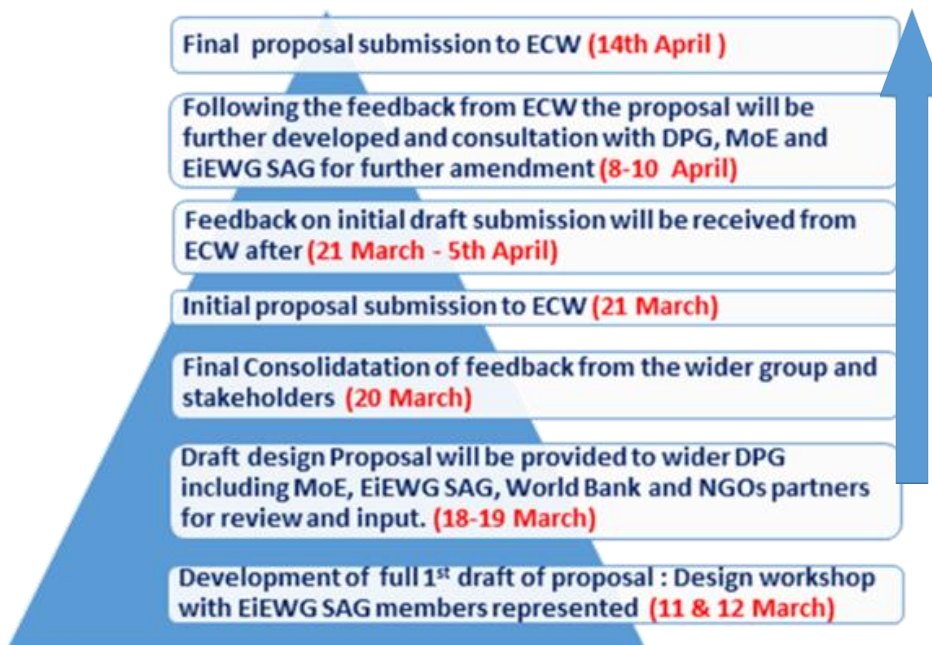 Final proposal submission to ECW (14th April )
Following the feedback from ECW the proposal will be
further developed and consultation with DPG, MoE and
EiEWG SAG for further amendment (8-10 April)
Feedback on initial draft submission will be received from
ECW after (21 March - 5th April)
Initial proposal submission to ECW (21 March)
Final Consolidatation of feedback from the wider group and
stakeholders (20 March)
Draft design Proposal will be provided to wider DPG
including MoE, EiEWG SAG, World Bank and NGOs partners
for review and input. (18-19 March)
Development of full 1st draft of proposal : Design workshop
with EiEWG SAG members represented (11 & 12 March)